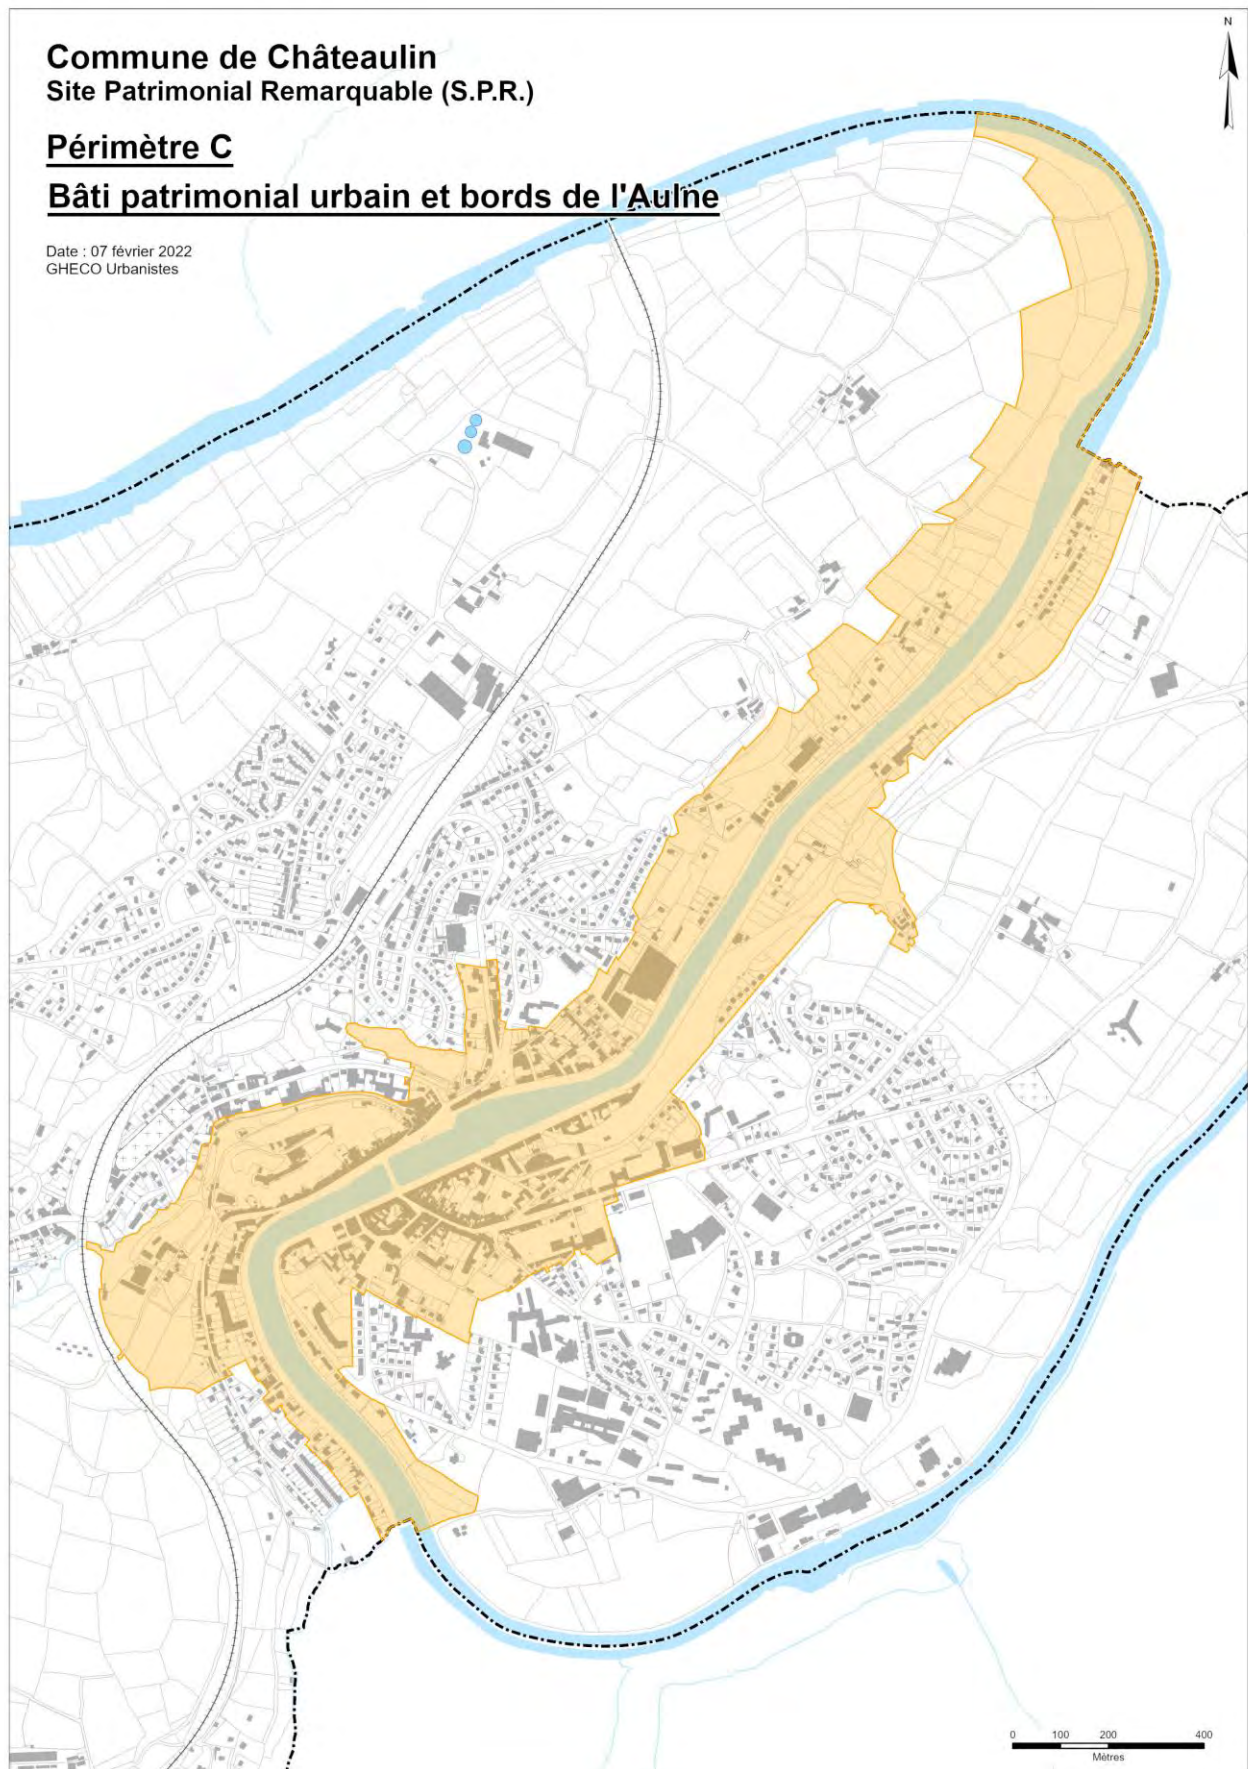 Commune de Châteaulin
Site Patrimonial Remarquable (S.P.R.)
Périmètre C
Bâti patrimonial urbain et bords de l'Aulne
Date : 07 février 2022
GHECO Urbanistes
N
0 100 200 400
Mètres